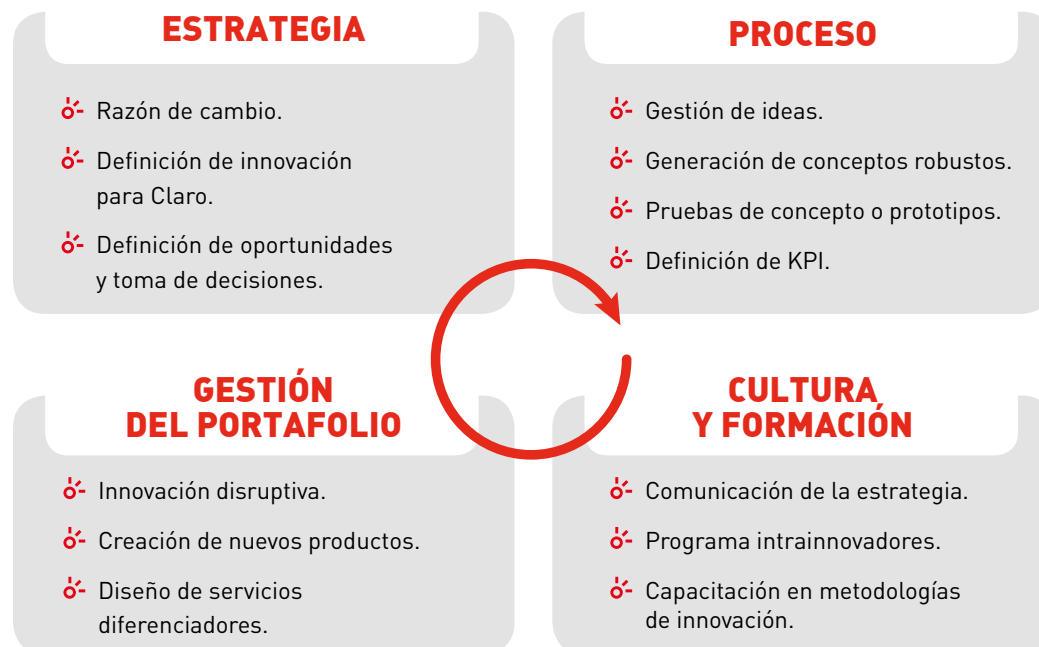 ESTRATEGIA
Razón de cambio.
Definición de innovación
para Claro.
Definición de oportunidades
y toma de decisiones.
PROCESO
Gestión de ideas.
Generación de conceptos robustos.
Pruebas de concepto o prototipos.
Definición de KPI.
GESTIÓN
DEL PORTAFOLIO
Innovación disruptiva.
Creación de nuevos productos.
Diseño de servicios
diferenciadores.
CULTURA
Y FORMACIÓN
Comunicación de la estrategia.
Programa intrainnovadores.
Capacitación en metodologías
de innovación.